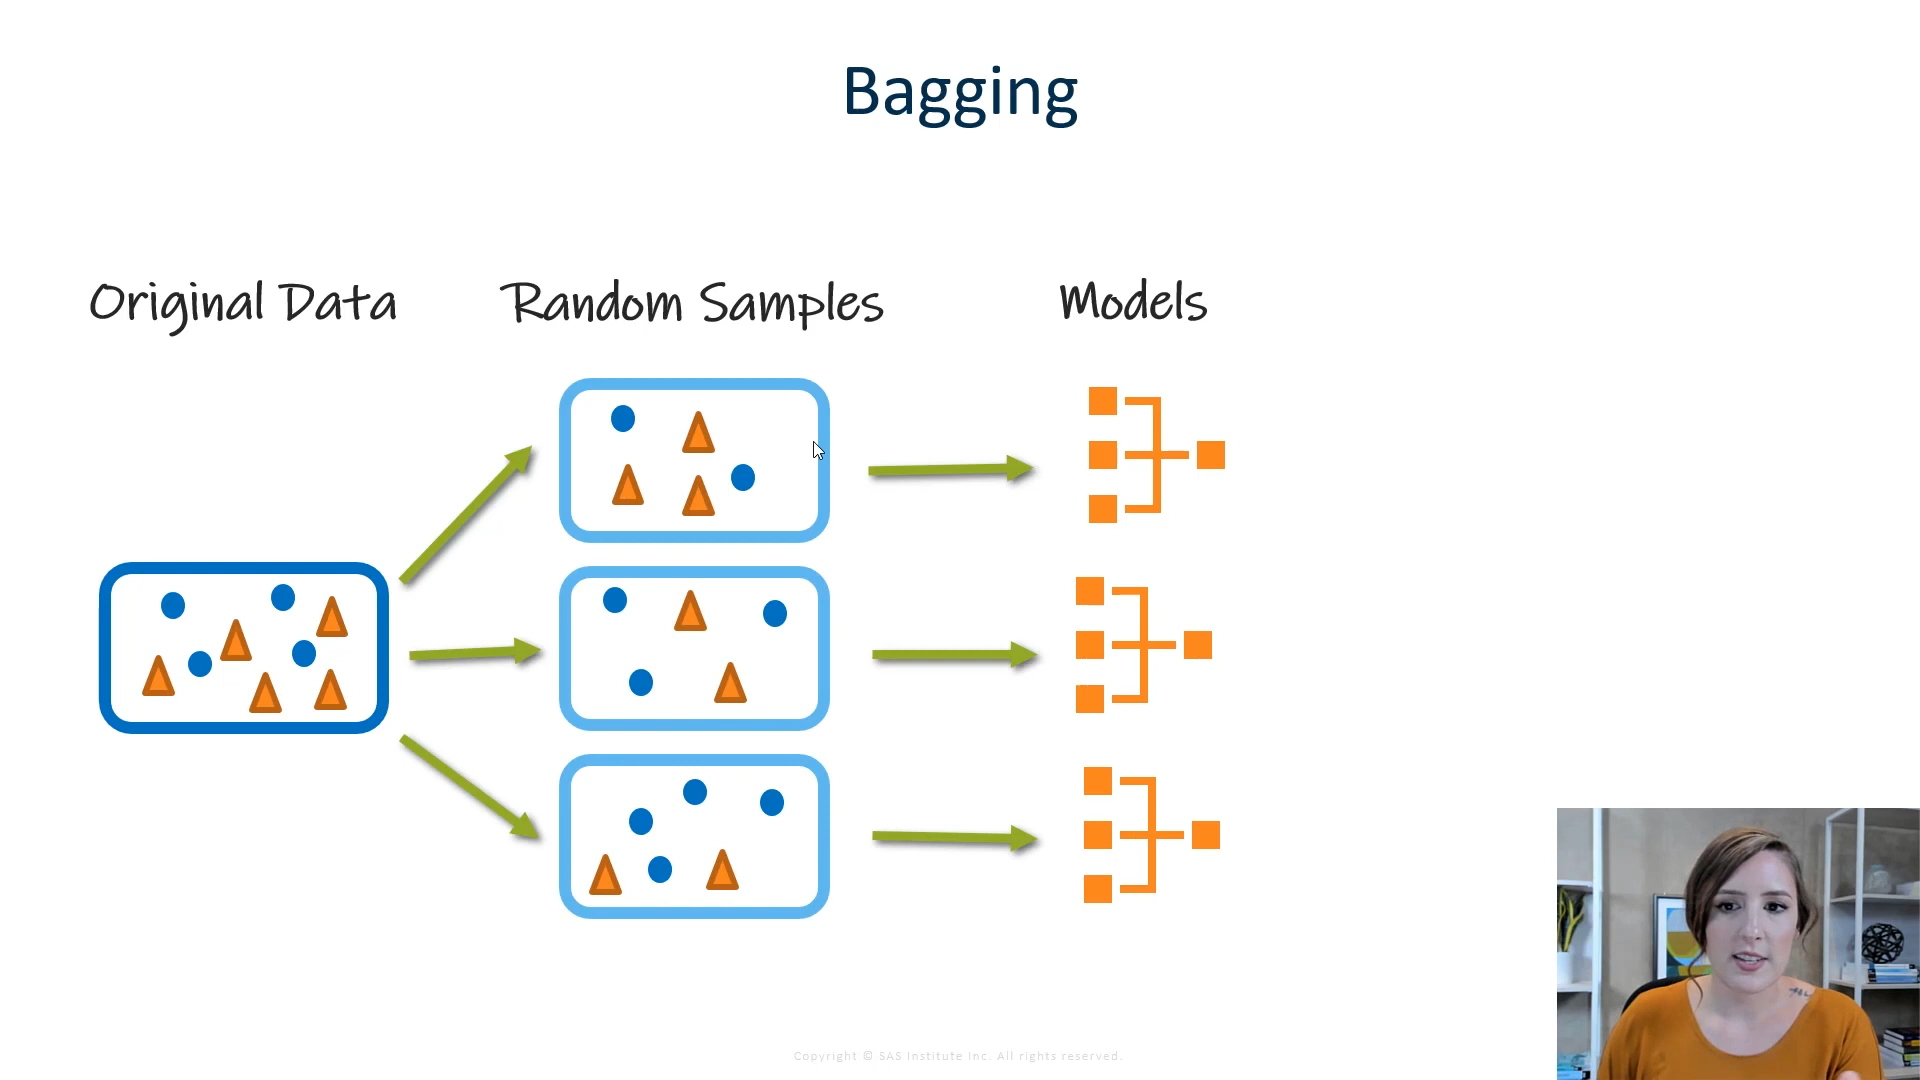 Bagging
Original Data
Random Samples
Models
Copyright © SAS Institute Inc. All rights reserved.